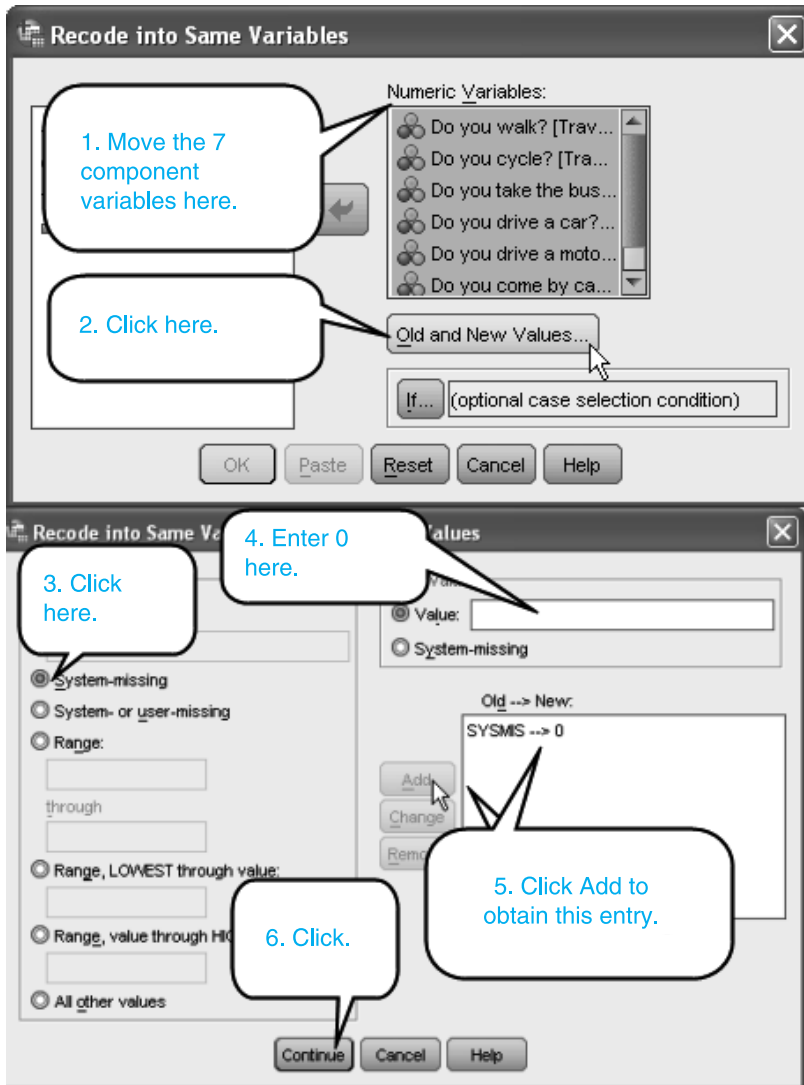 Recode into Same Variables
1. Move the 7
component
variables here.
Numeric Variables:
Do you walk? [Trav...
Do you cycle? [Tra...
Do you take the bus...
Do you drive a car?...
Do you drive a moto...
Do you come by ca...
2. Click here.
Old and New Values...
If... (optional case selection condition)
OK Paste Reset Cancel Help
Recode into Same Va
alues
3. Click
here.
4. Enter 0
here.
Value:
System-missing
System-missing
System- or user-missing
Range:
through
Range, LOWEST through value:
Range, value through HIG
All other values
Old --> New:
SYSMIS --> 0
Add
Change
Remo
5. Click Add to
obtain this entry.
6. Click.
Continue Cancel Help